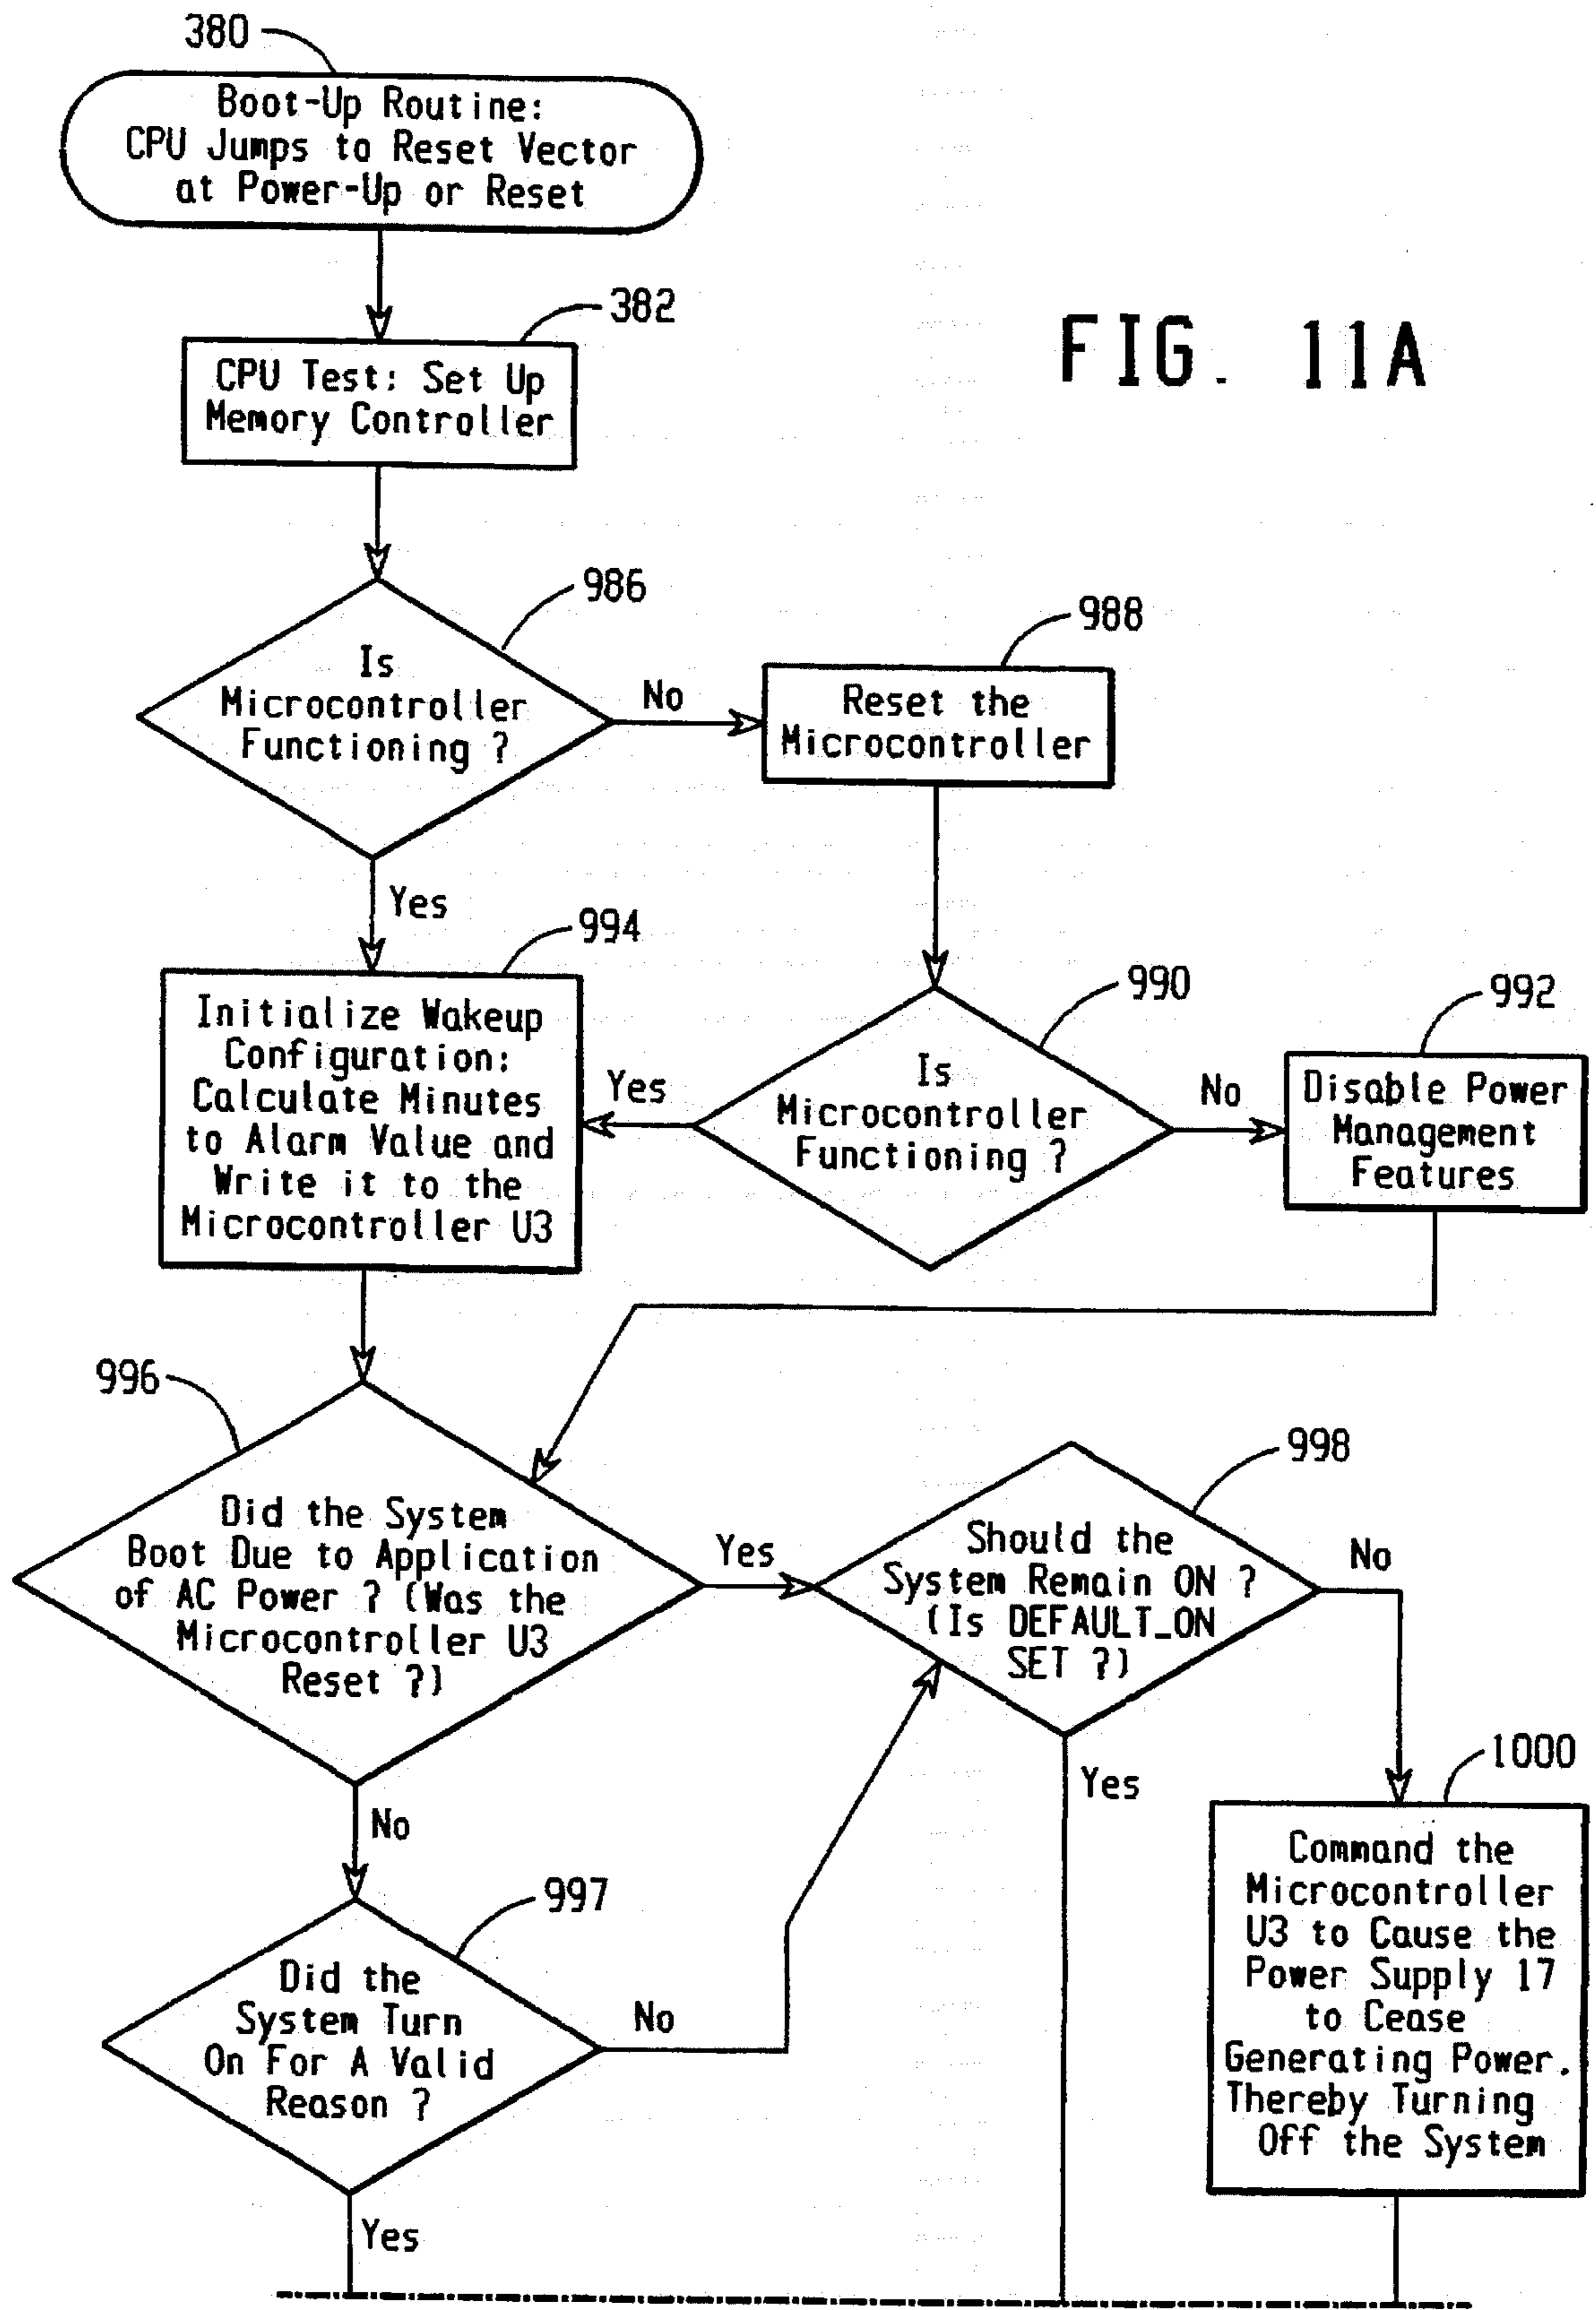 380
Boot-Up Routine:
CPU Jumps to Reset Vector
at Power-Up or Reset
382
CPU Test: Set Up
Memory Controller
FIG. 11A
986
Is
Microcontroller
Functioning ?
No
988
Reset the
Microcontroller
Yes
994
Initialize Wakeup
Configuration:
Calculate Minutes
to Alarm Value and
Write it to the
Microcontroller U3
Yes
990
Is
Microcontroller
Functioning ?
No
992
Disable Power
Management
Features
996
Did the System
Boot Due to Application
of AC Power ? (Was the
Microcontroller U3
Reset ?)
Yes
998
Should the
System Remain ON ?
(Is DEFAULT_ON
SET ?)
No
Yes
1000
Command the
Microcontroller
U3 to Cause the
Power Supply 17
to Cease
Generating Power.
Thereby Turning
Off the System
No
997
Did the
System Turn
On For A Valid
Reason ?
No
Yes